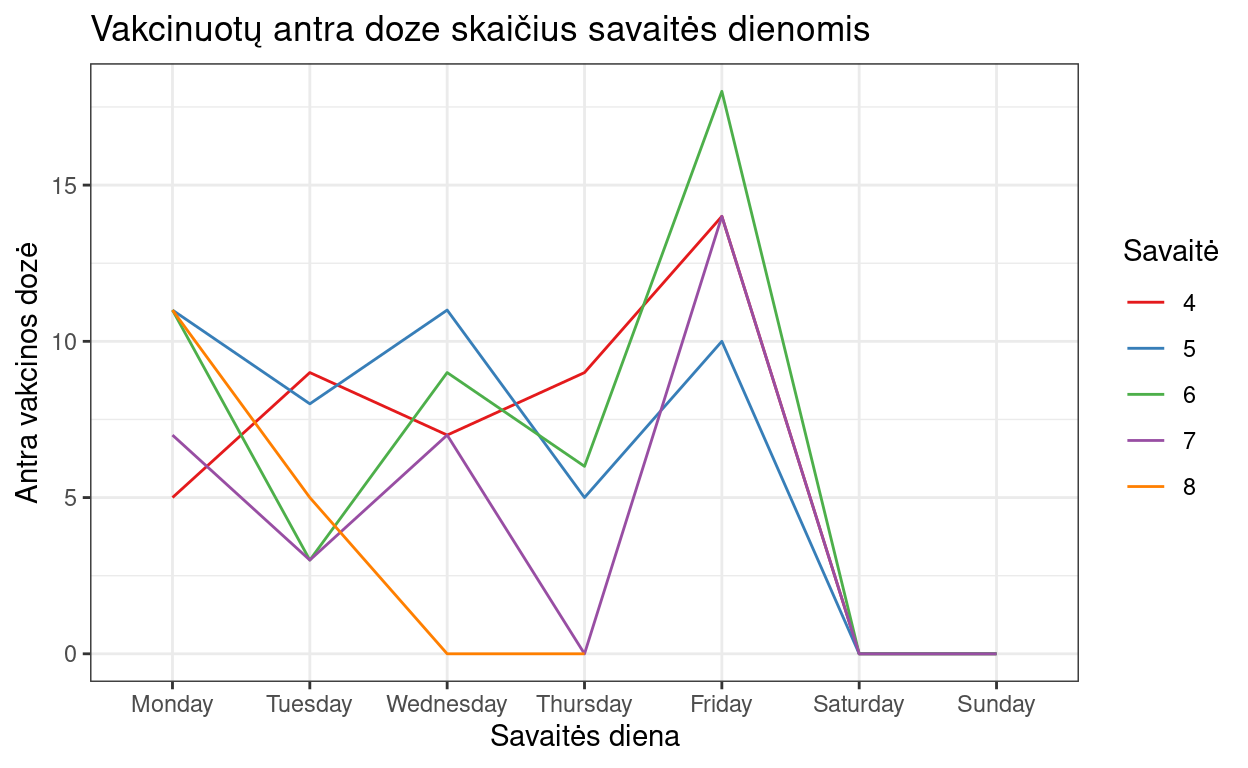 Vakcinuotų antra doze skaičius savaitės dienomis
Antra vakcinos dozė
15
10
5
0
Monday Tuesday Wednesday Thursday Friday Saturday Sunday
Savaitės diena
Savaitė
4
5
6
7
8